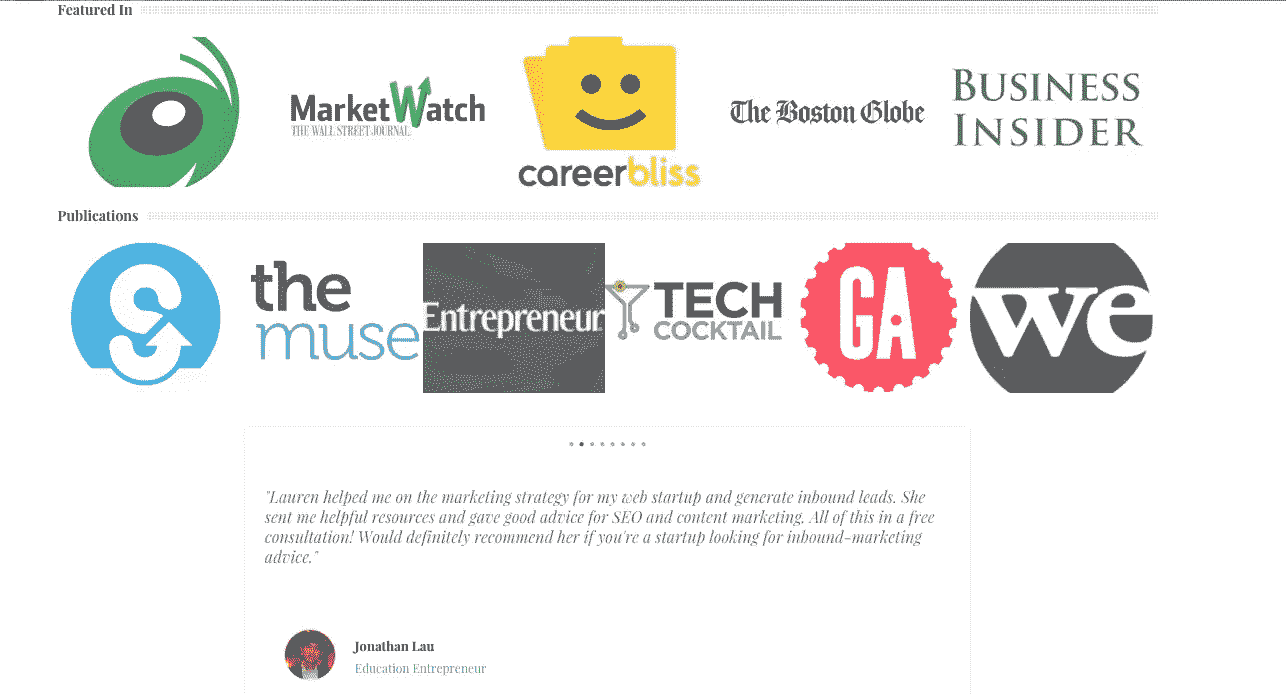 Featured In
MarketWatch
THE WALL STREET JOURNAL
careerbliss
The Boston Globe
BUSINESS
INSIDER
Publications
S
the
muse
Entrepreneur
TECH
COCKTAIL
GA
we
"Lauren helped me on the marketing strategy for my web startup and generate inbound leads. She
sent me helpful resources and gave good advice for SEO and content marketing. All of this in a free
consultation! Would definitely recommend her if you're a startup looking for inbound-marketing
advice."
Jonathan Lau
Education Entrepreneur